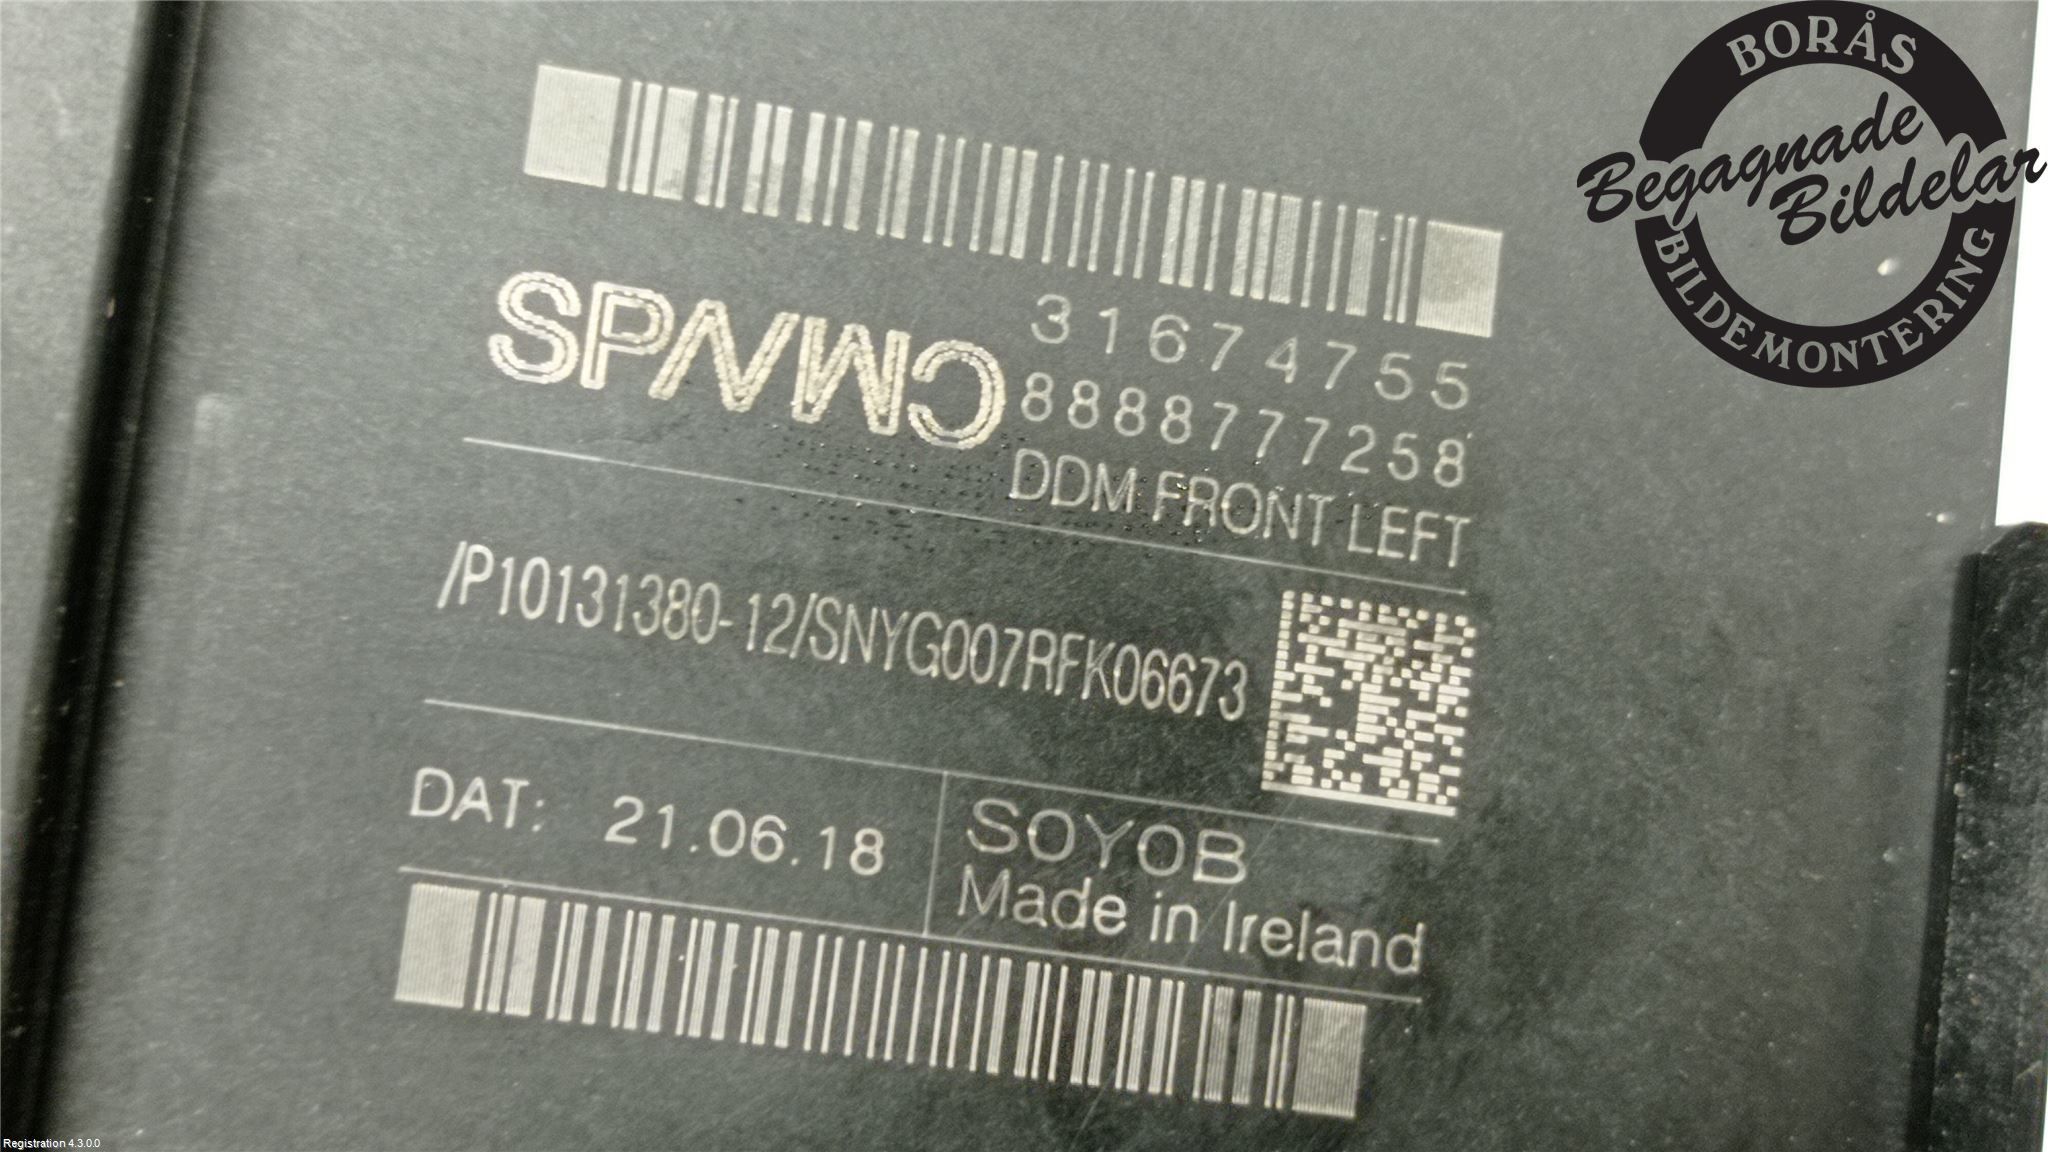 31674755
8888777258
DDM FRONT LEFT
/P10131380-12/SNYG007RFK06673
DAT: 21.06.18
SOYOB
Made in Ireland
BORÅS
Begagnade
Bildelar
BILDEMONTERING
Registration 4.3.0.0